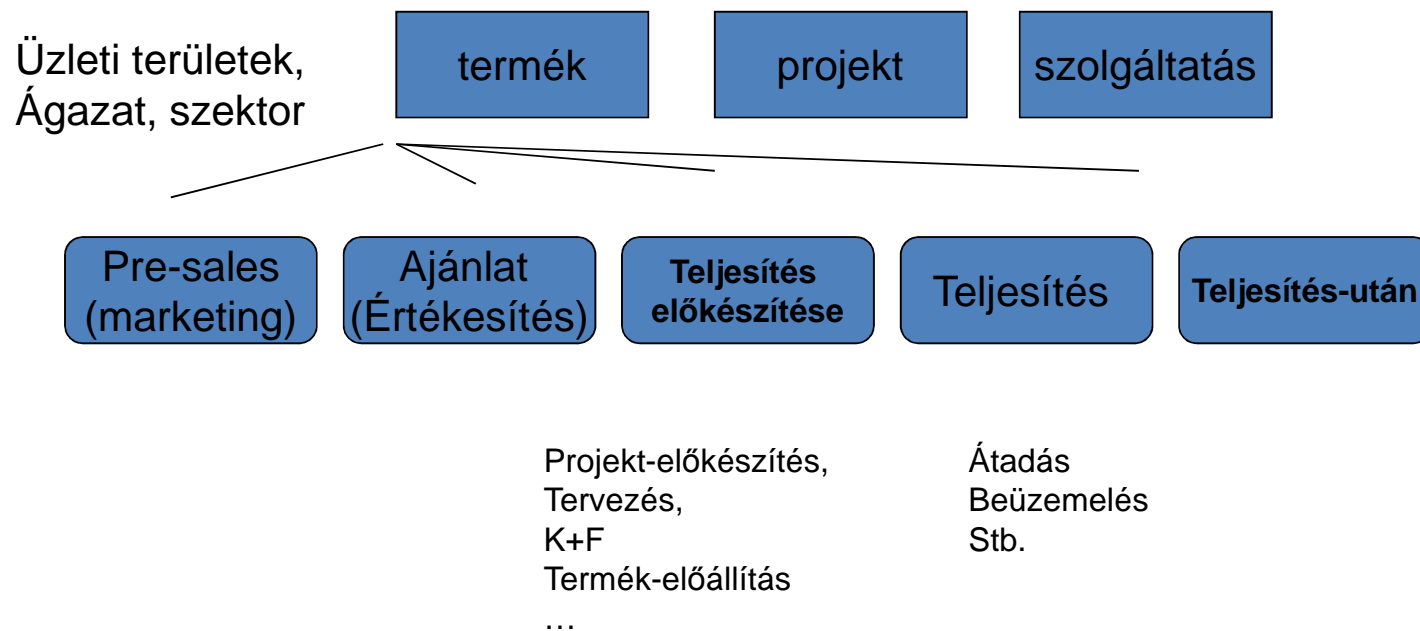 Üzleti területek,
Ágazat, szektor
termék
projekt
szolgáltatás
Pre-sales
(marketing)
Ajánlat
(Értékesítés)
Teljesítés
előkészítése
Teljesítés
Teljesítés-után
Projekt-előkészítés,
Tervezés,
K+F
Termék-előállítás
…
Átadás
Beüzemelés
Stb.